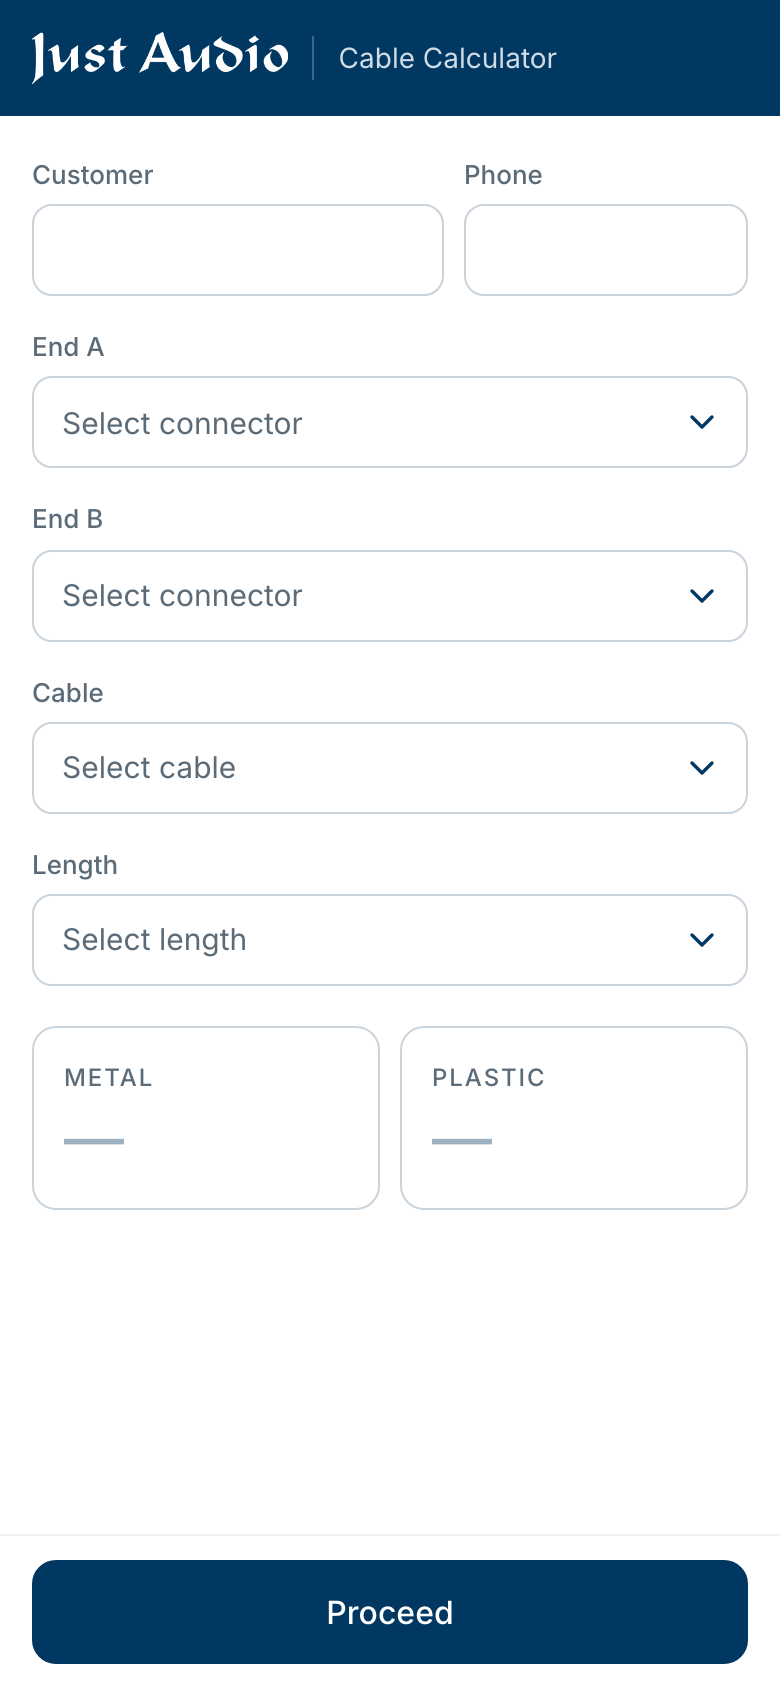 Just Audio
Cable Calculator
Customer
Phone
End A
Select connector
End B
Select connector
Cable
Select cable
Length
Select length
METAL
—
PLASTIC
—
Proceed